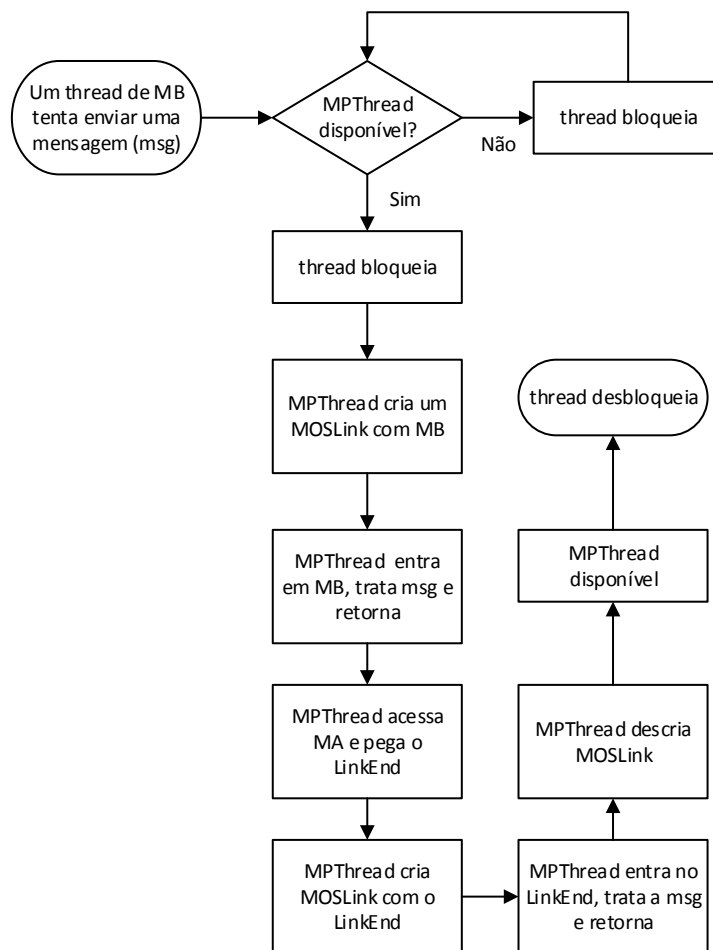 Um thread de MB
tenta enviar uma
mensagem (msg)
MPThread
disponível?
Não
thread bloqueia
Sim
thread bloqueia
MPThread cria um
MOSLink com MB
MPThread entra
em MB, trata msg e
retorna
MPThread acessa
MA e pega o
LinkEnd
MPThread cria
MOSLink com o
LinkEnd
MPThread entra no
LinkEnd, trata a msg
e retorna
MPThread descria
MOSLink
MPThread
disponível
thread desbloqueia